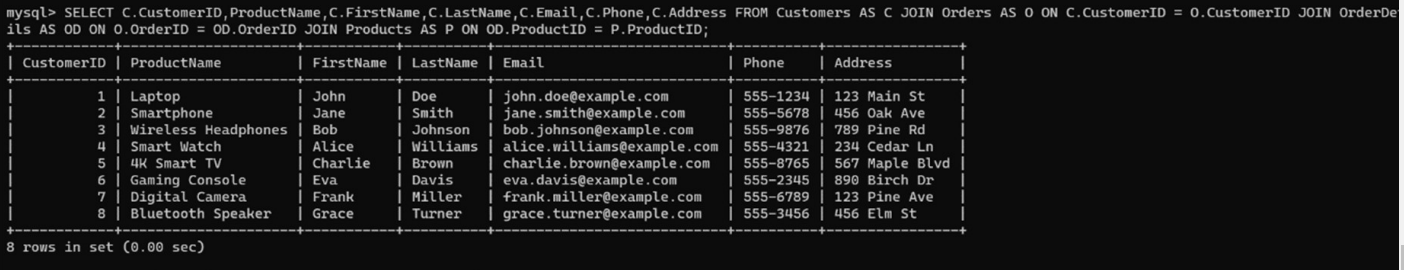 mysql> SELECT C.CustomerID,ProductName,C.FirstName,C.LastName,C.Email,C.Phone,C.Address FROM Customers AS C JOIN Orders AS O ON C.CustomerID = O.CustomerID JOIN OrderDet
ils AS OD ON O.OrderID = OD.OrderID JOIN Products AS P ON OD.ProductID = P.ProductID;
+------------+---------------------+-----------+----------+----------------------------+----------+----------------+
| CustomerID | ProductName         | FirstName | LastName | Email                      | Phone    | Address        |
+------------+---------------------+-----------+----------+----------------------------+----------+----------------+
|          1 | Laptop              | John      | Doe      | john.doe@example.com       | 555-1234 | 123 Main St    |
|          2 | Smartphone          | Jane      | Smith    | jane.smith@example.com     | 555-5678 | 456 Oak Ave    |
|          3 | Wireless Headphones | Bob       | Johnson  | bob.johnson@example.com    | 555-9876 | 789 Pine Rd    |
|          4 | Smart Watch         | Alice     | Williams | alice.williams@example.com | 555-4321 | 234 Cedar Ln   |
|          5 | 4K Smart TV         | Charlie   | Brown    | charlie.brown@example.com  | 555-8765 | 567 Maple Blvd |
|          6 | Gaming Console      | Eva       | Davis    | eva.davis@example.com      | 555-2345 | 890 Birch Dr   |
|          7 | Digital Camera      | Frank     | Miller   | frank.miller@example.com   | 555-6789 | 123 Pine Ave   |
|          8 | Bluetooth Speaker   | Grace     | Turner   | grace.turner@example.com   | 555-3456 | 456 Elm St     |
+------------+---------------------+-----------+----------+----------------------------+----------+----------------+
8 rows in set (0.00 sec)